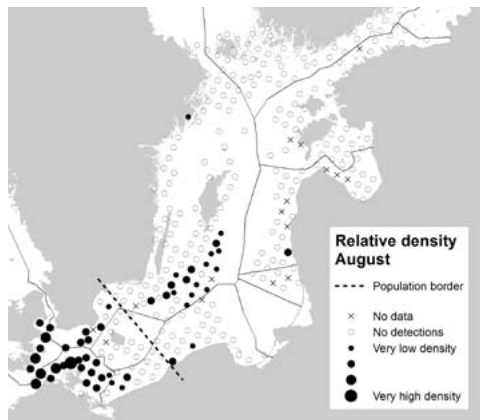 Relative density
August
Population border
No data
No detections
Very low density
Very high density